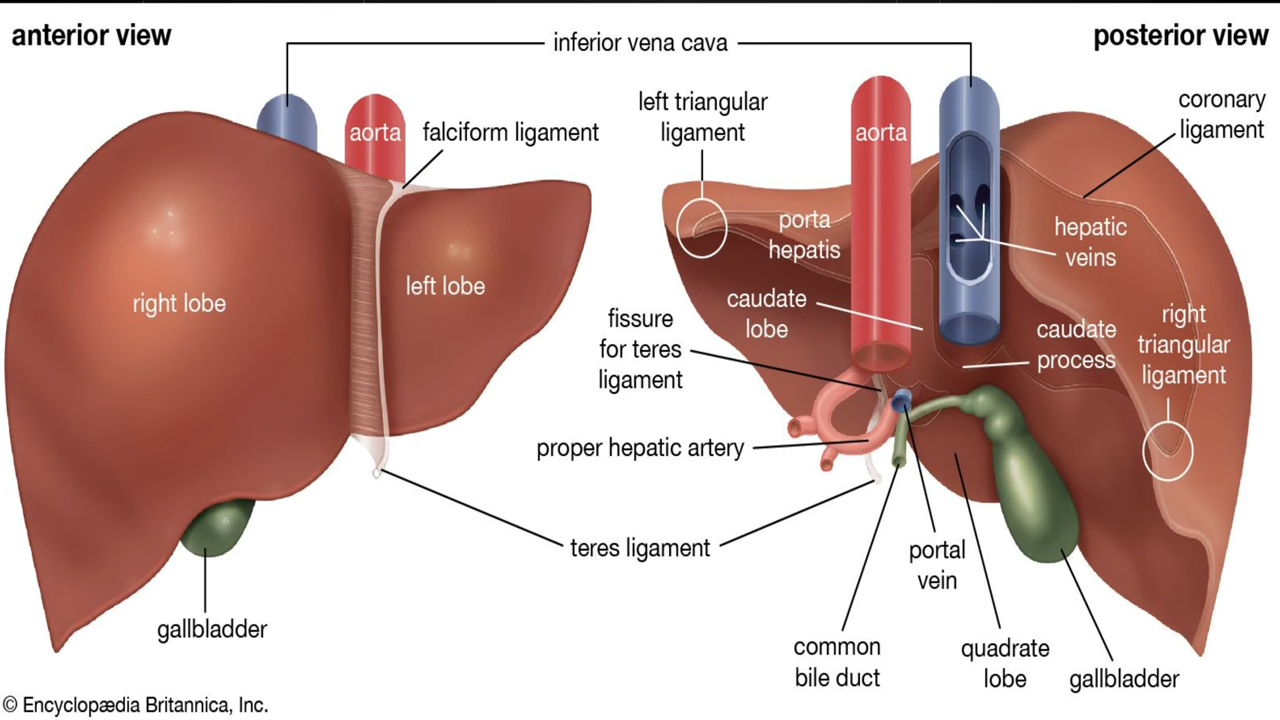 anterior view
inferior vena cava
posterior view
aorta
falciform ligament
right lobe
left lobe
gallbladder
teres ligament
left triangular
ligament
aorta
coronary
ligament
porta
hepatis
hepatic
veins
caudate
lobe
fissure
for teres
ligament
caudate
process
right
triangular
ligament
proper hepatic artery
portal
vein
common
bile duct
quadrate
lobe
gallbladder
© Encyclopædia Britannica, Inc.